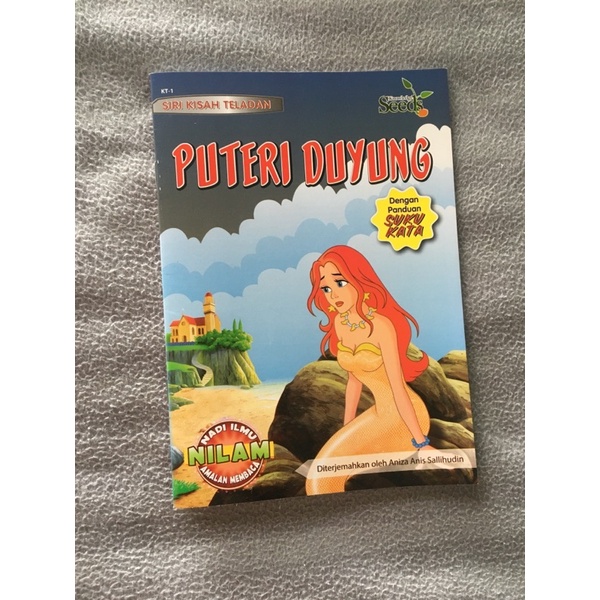 KT-1
SIRI KISAH TELADAN
Knowledge
Seeds
PUTERI DUYUNG
Dengan
Panduan
SUKU
KATA
NADI ILMU
NILAM
AMALAN MEMBACA
Diterjemahkan oleh Aniza Anis Sallihudin